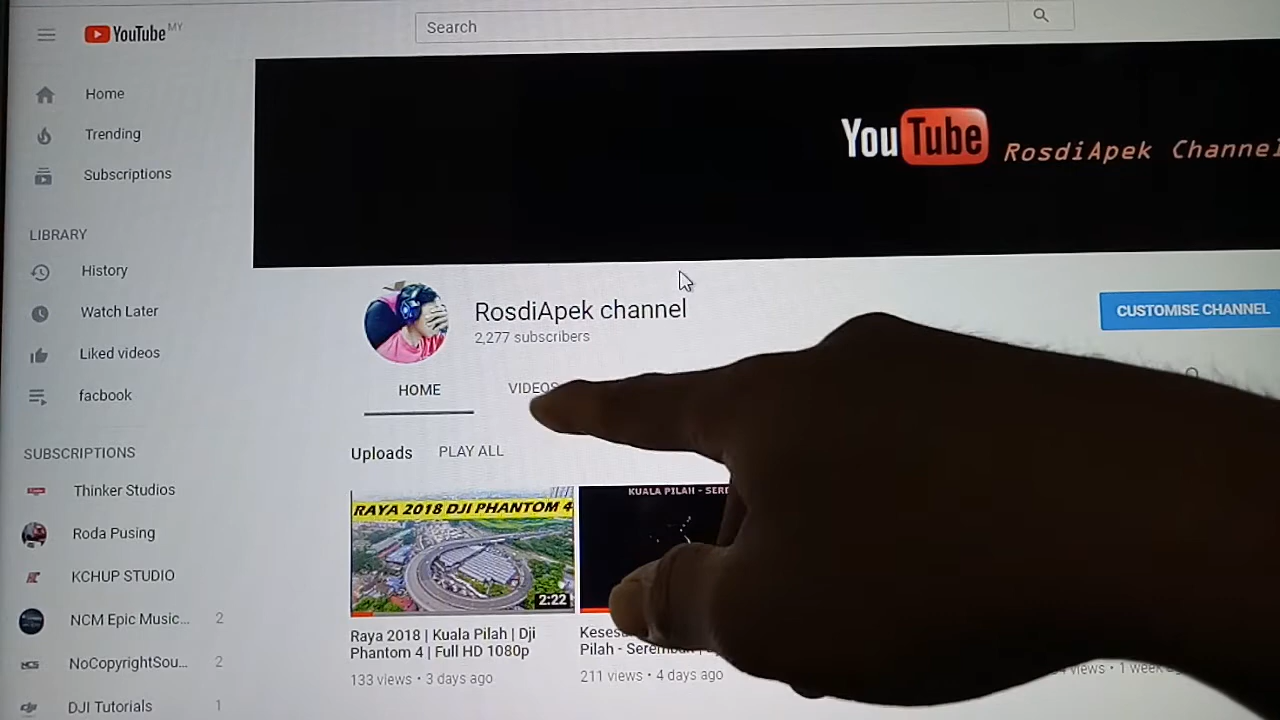 YouTube MY
Search
Home
Trending
Subscriptions
LIBRARY
History
Watch Later
Liked videos
facbook
SUBSCRIPTIONS
Thinker Studios
Roda Pusing
KCHUP STUDIO
NCM Epic Music... 2
NoCopyrightSou... 2
DJI Tutorials 1
YouTube RosdiApek Channel
RosdiApek channel
2,277 subscribers
CUSTOMISE CHANNEL
HOME VIDEOS
Uploads PLAY ALL
RAYA 2018 DJI PHANTOM 4
2:22
Raya 2018 | Kuala Pilah | Dji
Phantom 4 | Full HD 1080p
133 views • 3 days ago
KUALA PILAH - SERE
Pilah - Seremban
211 views • 4 days ago
views • 1 week